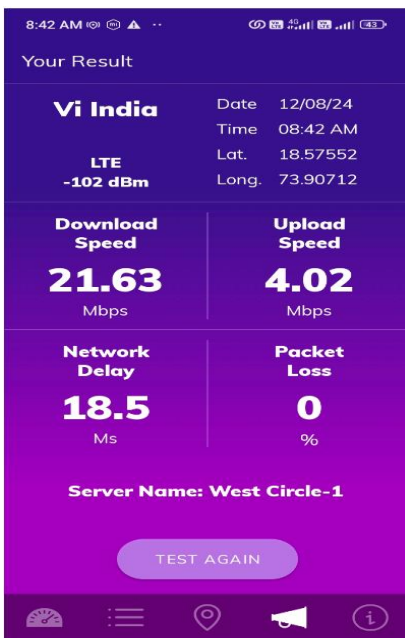 8:42 AM
4G
43
Your Result
Vi India
Date 12/08/24
Time 08:42 AM
LTE
Lat. 18.57552
-102 dBm
Long. 73.90712
Download
Speed
Upload
Speed
21.63
4.02
Mbps
Mbps
Network
Delay
Packet
Loss
18.5
0
Ms
%
Server Name: West Circle-1
TEST AGAIN